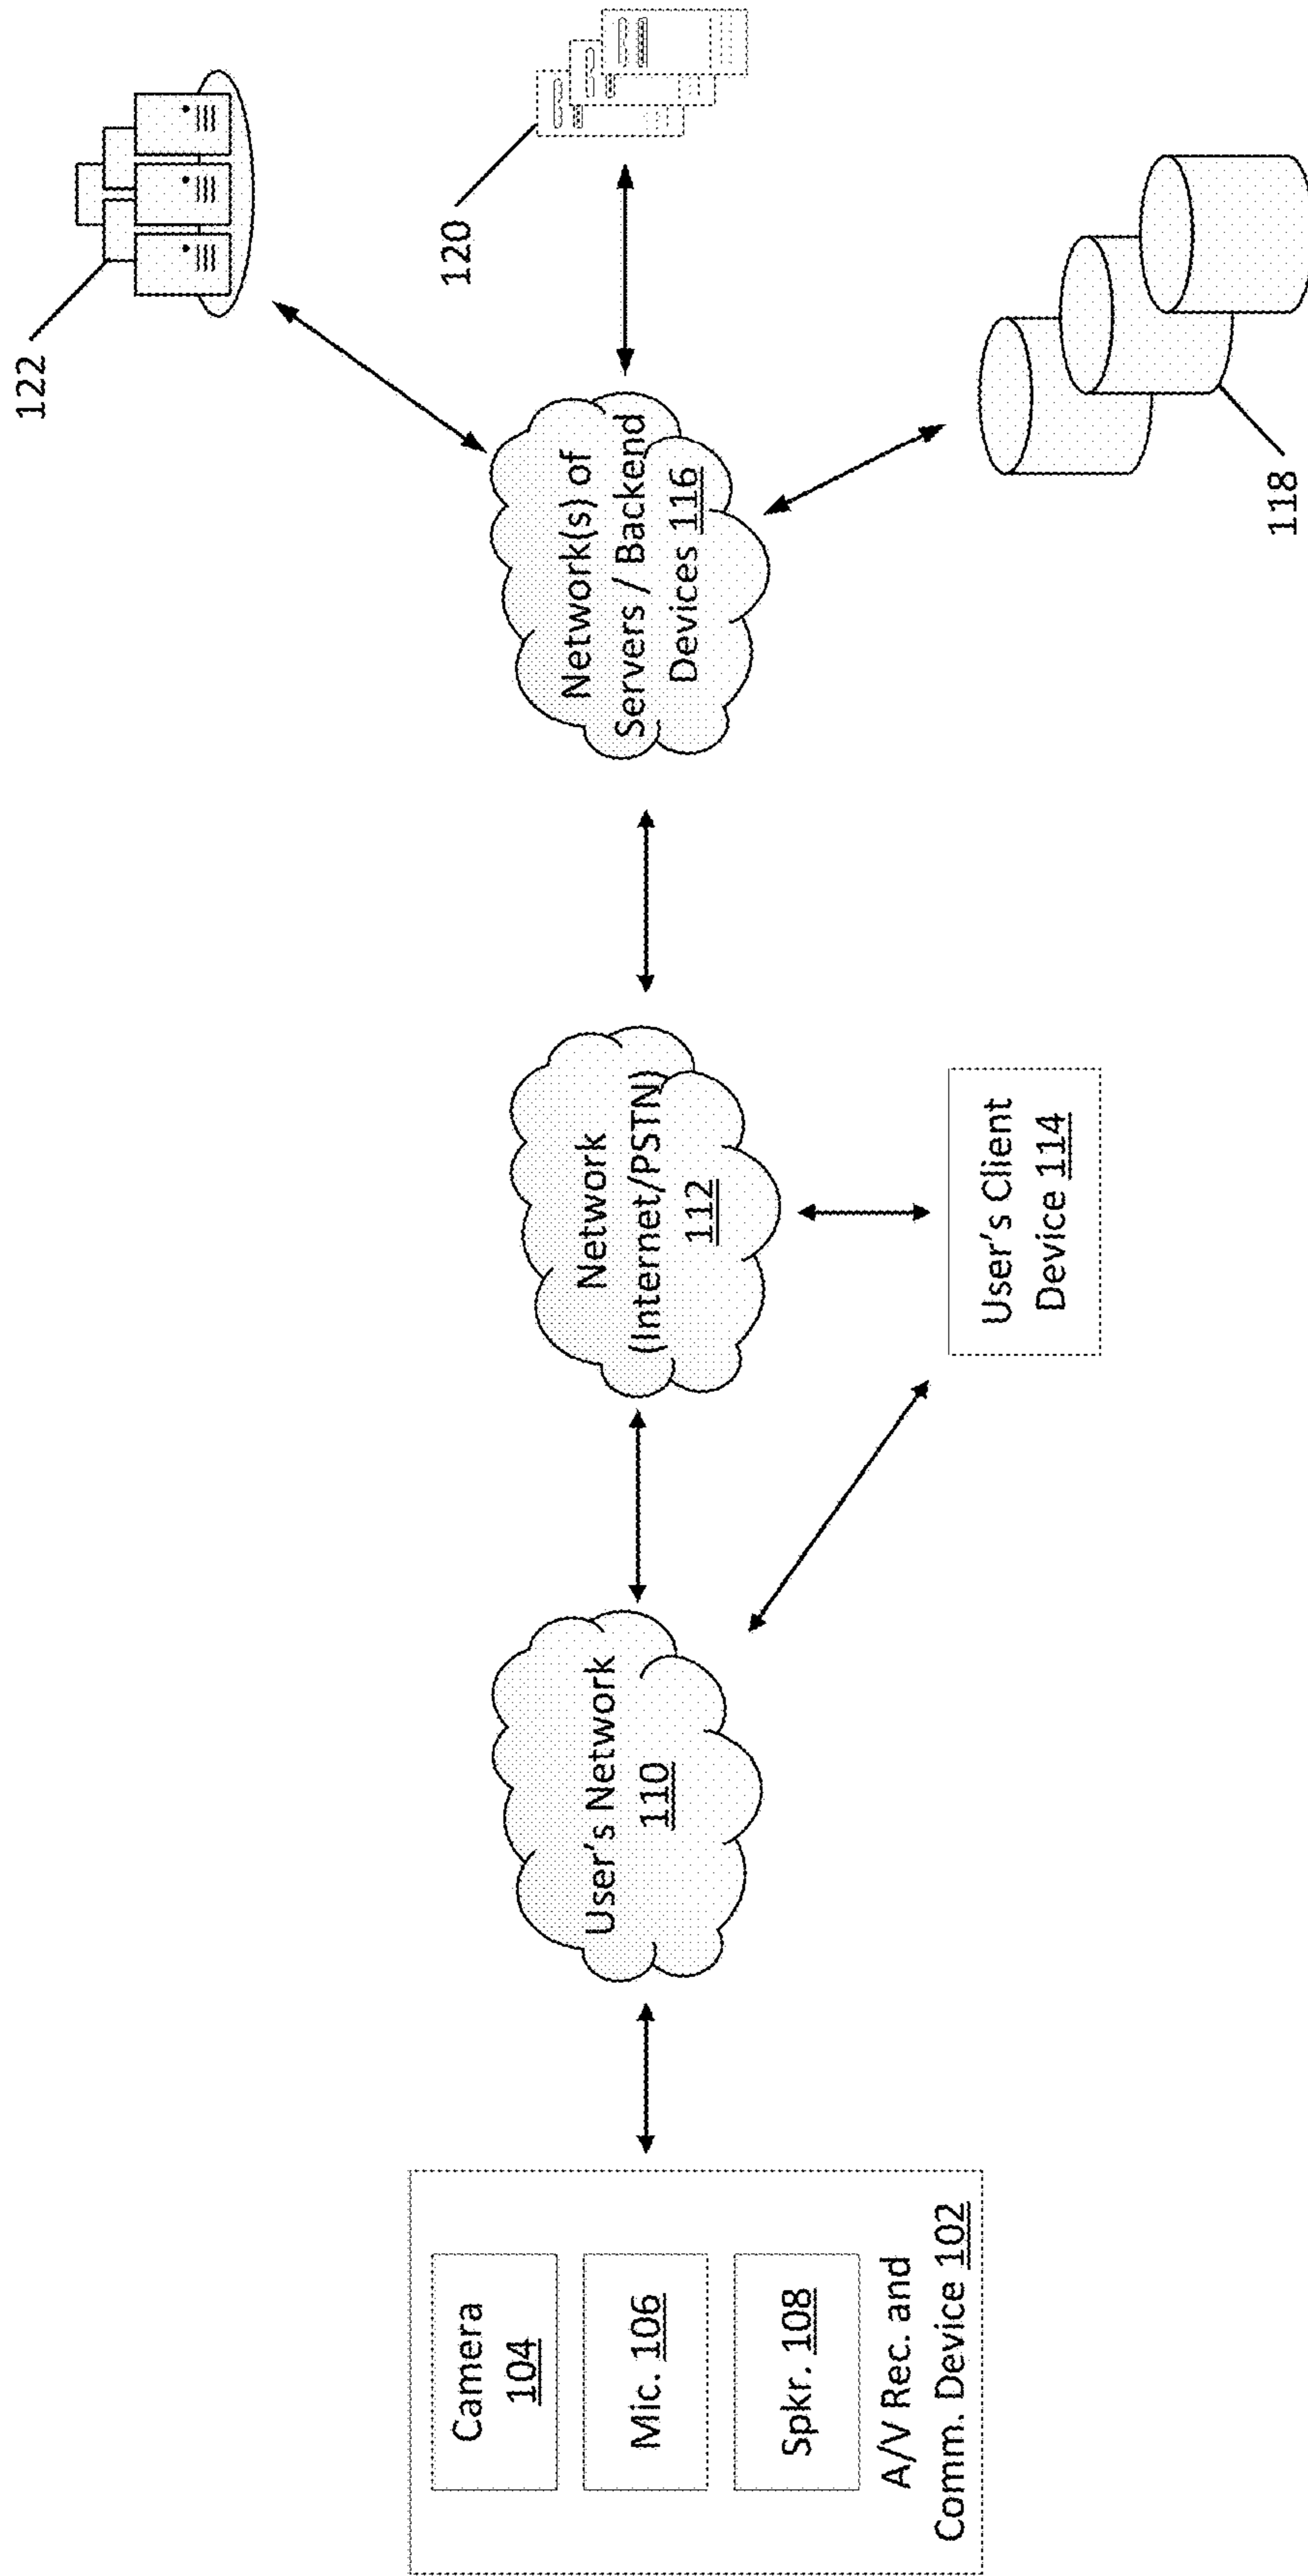 Camera
104
Mic. 106
Spkr. 108
A/V Rec. and
Comm. Device 102
User's Network
110
Network
(Internet/PSTN)
112
User's Client
Device 114
Network(s) of
Servers / Backend
Devices 116
122
120
118